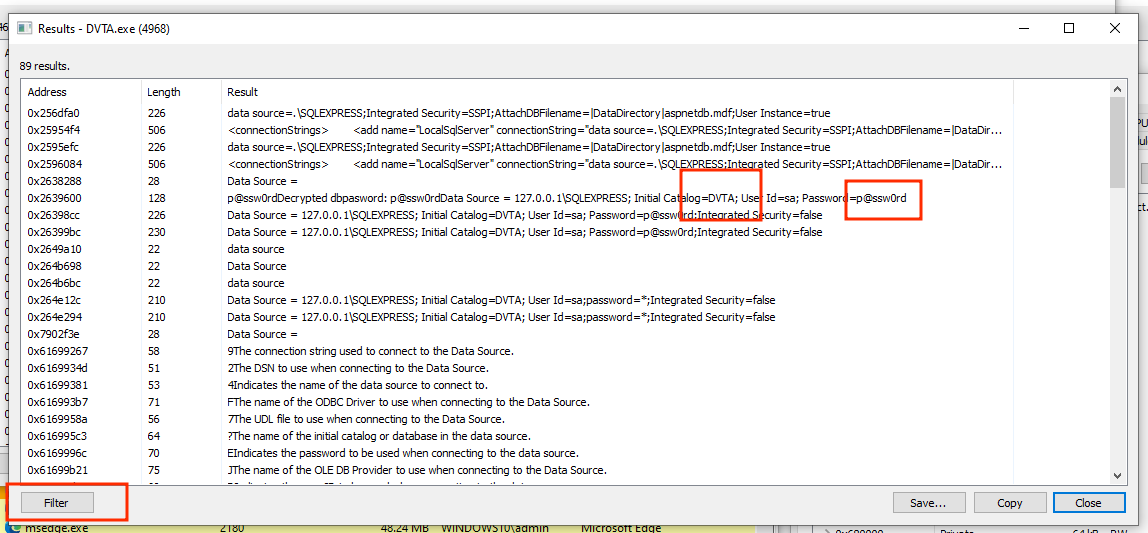 Results - DVTA.exe (4968)
89 results.
Address Length Result
0x256dfa0 226 data source=.\SQLEXPRESS;Integrated Security=SSPI;AttachDBFilename=|DataDirectory|aspnetdb.mdf;User Instance=true
0x25954f4 506 <connectionStrings> <add name="LocalSqlServer" connectionString="data source=.\SQLEXPRESS;Integrated Security=SSPI;AttachDBFilename=|DataDir...
0x2595efc 226 data source=.\SQLEXPRESS;Integrated Security=SSPI;AttachDBFilename=|DataDirectory|aspnetdb.mdf;User Instance=true
0x2596084 506 <connectionStrings> <add name="LocalSqlServer" connectionString="data source=.\SQLEXPRESS;Integrated Security=SSPI;AttachDBFilename=|DataDir...
0x2638288 28 Data Source =
0x2639600 128 p@ssw0rdDecrypted dbpasword: p@ssw0rdData Source = 127.0.0.1\SQLEXPRESS; Initial Catalog=DVTA; User Id=sa; Password=p@ssw0rd
0x26398cc 226 Data Source = 127.0.0.1\SQLEXPRESS; Initial Catalog=DVTA; User Id=sa; Password=p@ssw0rd;Integrated Security=false
0x26399bc 230 Data Source = 127.0.0.1\SQLEXPRESS; Initial Catalog=DVTA; User Id=sa; Password=p@ssw0rd;Integrated Security=false
0x2649a10 22 data source
0x264b698 22 Data Source
0x264b6bc 22 data source
0x264e12c 210 Data Source = 127.0.0.1\SQLEXPRESS; Initial Catalog=DVTA; User Id=sa;password=*;Integrated Security=false
0x264e294 210 Data Source = 127.0.0.1\SQLEXPRESS; Initial Catalog=DVTA; User Id=sa;password=*;Integrated Security=false
0x7902f3e 28 Data Source =
0x61699267 58 9The connection string used to connect to the Data Source.
0x6169934d 51 2The DSN to use when connecting to the Data Source.
0x61699381 53 4Indicates the name of the data source to connect to.
0x616993b7 71 FThe name of the ODBC Driver to use when connecting to the Data Source.
0x6169958a 56 7The UDL file to use when connecting to the Data Source.
0x616995c3 64 ?The name of the initial catalog or database in the data source.
0x6169996c 70 EIndicates the password to be used when connecting to the data source.
0x61699b21 75 JThe name of the OLE DB Provider to use when connecting to the Data Source.
Filter Save... Copy Close
msedge.exe 2180 48.24 MB WINDOWS10\admin Microsoft Edge